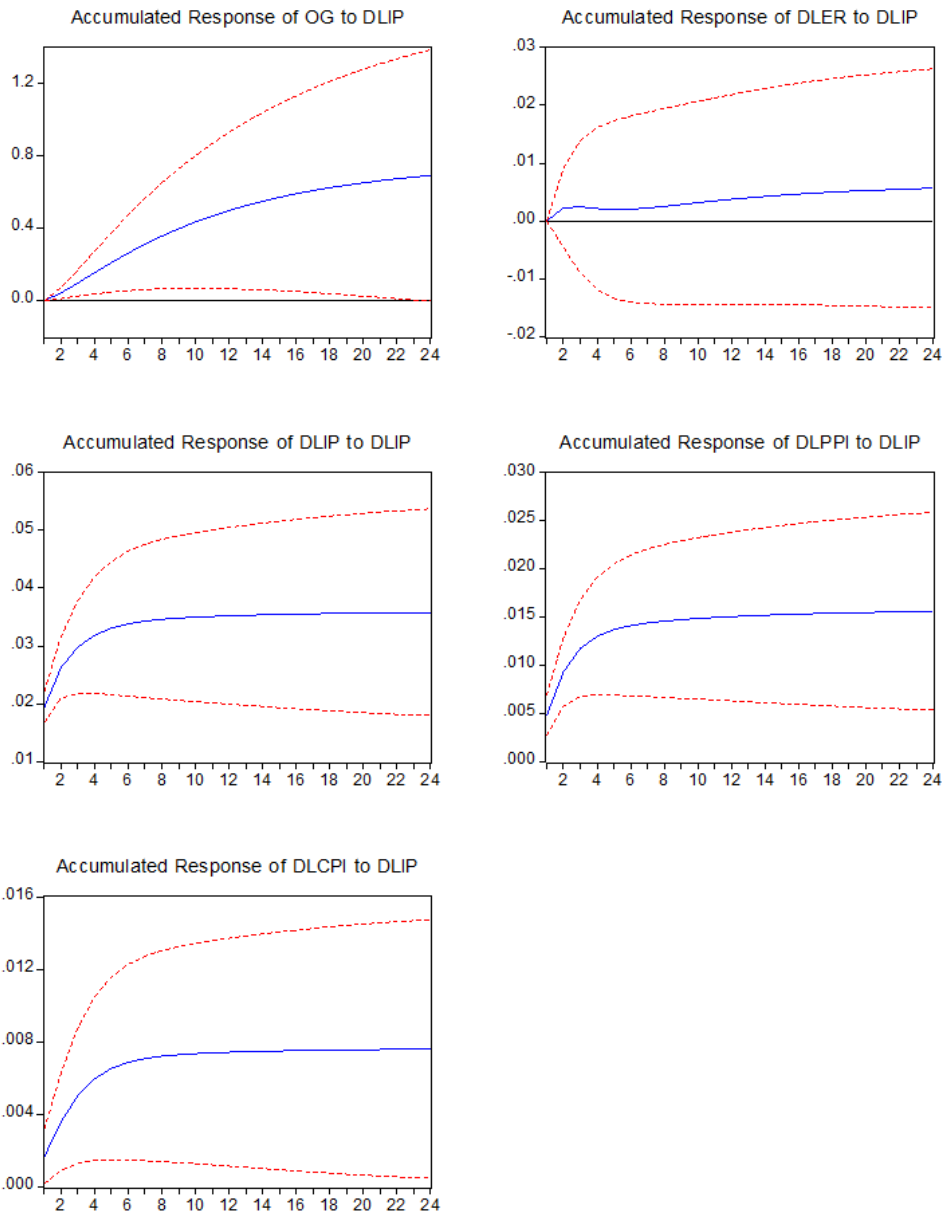 Accumulated Response of OG to DLIP
1.2
0.8
0.4
0.0
2 4 6 8 10 12 14 16 18 20 22 24
Accumulated Response of DLER to DLIP
.03
.02
.01
.00
-.01
-.02
2 4 6 8 10 12 14 16 18 20 22 24
Accumulated Response of DLIP to DLIP
.06
.05
.04
.03
.02
.01
2 4 6 8 10 12 14 16 18 20 22 24
Accumulated Response of DLPPI to DLIP
.030
.025
.020
.015
.010
.005
.000
2 4 6 8 10 12 14 16 18 20 22 24
Accumulated Response of DLCPI to DLIP
.016
.012
.008
.004
.000
2 4 6 8 10 12 14 16 18 20 22 24